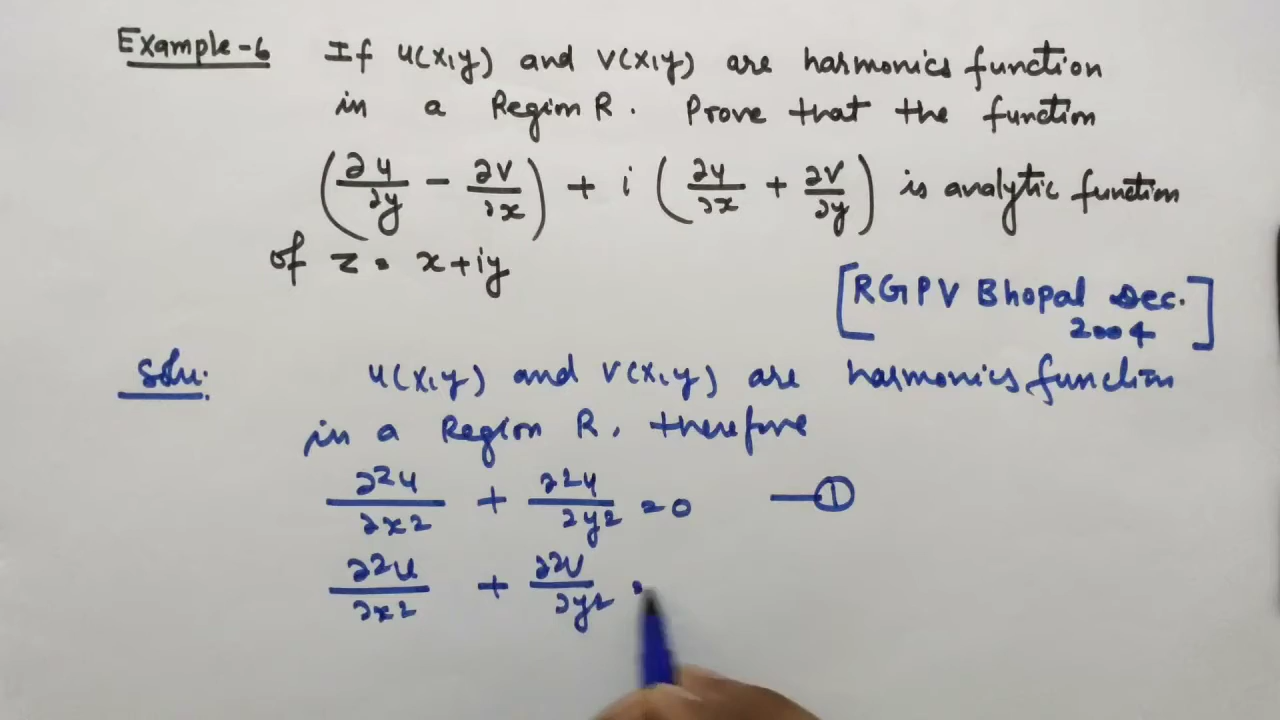 Example-6 If u(x,y) and v(x,y) are harmonics function
in a Region R. Prove that the function
(∂u/∂y - ∂v/∂x) + i (∂u/∂x + ∂v/∂y) is analytic function
of z = x+iy
[RGPV Bhopal Dec. 2004]
Solu. u(x,y) and v(x,y) are harmonics function
in a Region R, therefore
∂²u/∂x² + ∂²u/∂y² = 0 —①
∂²v/∂x² + ∂²v/∂y² =